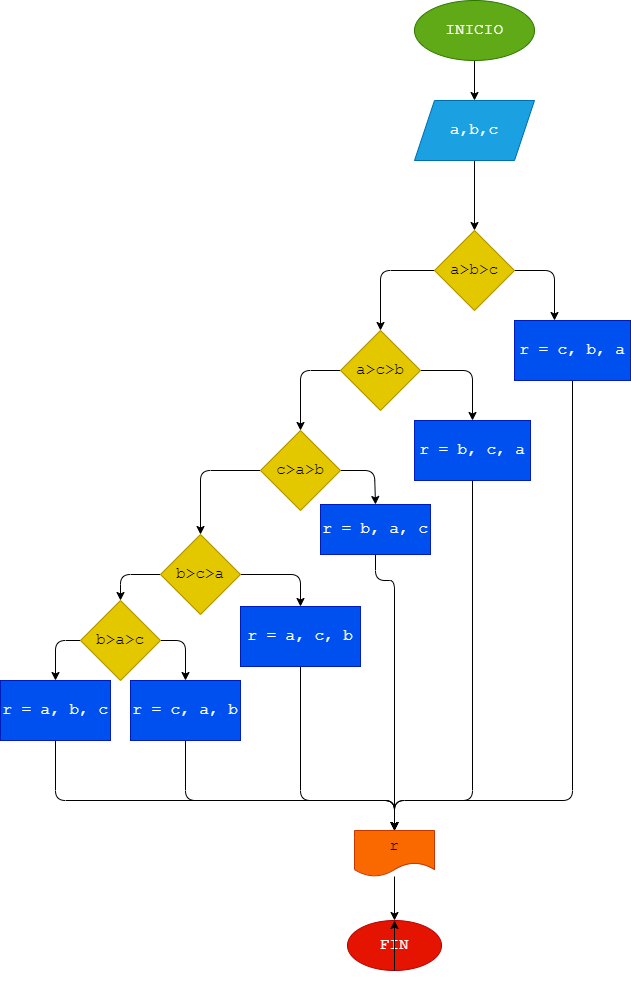 INICIO
a,b,c
a>b>c
r = c, b, a
a>c>b
r = b, c, a
c>a>b
r = b, a, c
b>c>a
r = a, c, b
b>a>c
r = a, b, c
r = c, a, b
r
FIN